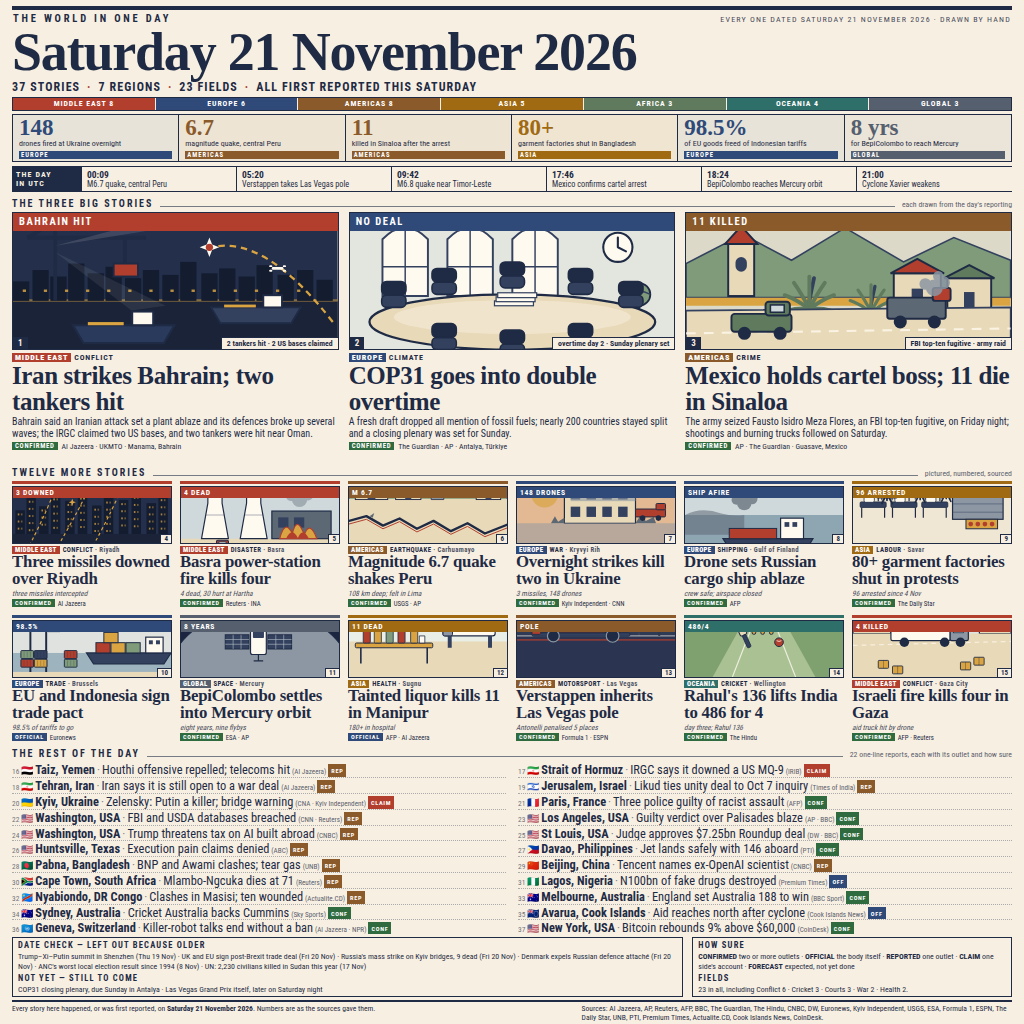 THE WORLD IN ONE DAY
EVERY ONE DATED SATURDAY 21 NOVEMBER 2026 · DRAWN BY HAND
Saturday 21 November 2026
37 STORIES · 7 REGIONS · 23 FIELDS · ALL FIRST REPORTED THIS SATURDAY
MIDDLE EAST 8
EUROPE 6
AMERICAS 8
ASIA 5
AFRICA 3
OCEANIA 4
GLOBAL 3
148
drones fired at Ukraine overnight
EUROPE
6.7
magnitude quake, central Peru
AMERICAS
11
killed in Sinaloa after the arrest
AMERICAS
80+
garment factories shut in Bangladesh
ASIA
98.5%
of EU goods freed of Indonesian tariffs
EUROPE
8 yrs
for BepiColombo to reach Mercury
GLOBAL
THE DAY
IN UTC
00:09
M6.7 quake, central Peru
05:20
Verstappen takes Las Vegas pole
09:42
M6.8 quake near Timor-Leste
17:46
Mexico confirms cartel arrest
18:24
BepiColombo reaches Mercury orbit
21:00
Cyclone Xavier weakens
THE THREE BIG STORIES
each drawn from the day's reporting
BAHRAIN HIT
1
2 tankers hit · 2 US bases claimed
MIDDLE EAST CONFLICT
Iran strikes Bahrain; two
tankers hit
Bahrain said an Iranian attack set a plant ablaze and its defences broke up several
waves; the IRGC claimed two US bases, and two tankers were hit near Oman.
CONFIRMED Al Jazeera · UKMTO · Manama, Bahrain
NO DEAL
2
overtime day 2 · Sunday plenary set
EUROPE CLIMATE
COP31 goes into double
overtime
A fresh draft dropped all mention of fossil fuels; nearly 200 countries stayed split
and a closing plenary was set for Sunday.
CONFIRMED The Guardian · AP · Antalya, Türkiye
11 KILLED
3
FBI top-ten fugitive · army raid
AMERICAS CRIME
Mexico holds cartel boss; 11 die
in Sinaloa
The army seized Fausto Isidro Meza Flores, an FBI top-ten fugitive, on Friday night;
shootings and burning trucks followed on Saturday.
CONFIRMED AP · The Guardian · Guasave, Mexico
TWELVE MORE STORIES
pictured, numbered, sourced
3 DOWNED
4
MIDDLE EAST CONFLICT · Riyadh
Three missiles downed
over Riyadh
three missiles intercepted
CONFIRMED Al Jazeera
4 DEAD
5
MIDDLE EAST DISASTER · Basra
Basra power-station
fire kills four
4 dead, 30 hurt at Hartha
CONFIRMED Reuters · INA
M 6.7
6
AMERICAS EARTHQUAKE · Carhuamayo
Magnitude 6.7 quake
shakes Peru
108 km deep; felt in Lima
CONFIRMED USGS · AP
148 DRONES
7
EUROPE WAR · Kryvyi Rih
Overnight strikes kill
two in Ukraine
3 missiles, 148 drones
CONFIRMED Kyiv Independent · CNN
SHIP AFIRE
8
EUROPE SHIPPING · Gulf of Finland
Drone sets Russian
cargo ship ablaze
crew safe; airspace closed
CONFIRMED AFP
96 ARRESTED
9
ASIA LABOUR · Savar
80+ garment factories
shut in protests
96 arrested since 4 Nov
CONFIRMED The Daily Star
98.5%
10
EUROPE TRADE · Brussels
EU and Indonesia sign
trade pact
98.5% of tariffs to go
OFFICIAL Euronews
8 YEARS
11
GLOBAL SPACE · Mercury
BepiColombo settles
into Mercury orbit
eight years, nine flybys
CONFIRMED ESA · AP
11 DEAD
12
ASIA HEALTH · Sugnu
Tainted liquor kills 11
in Manipur
180+ in hospital
OFFICIAL AFP · Al Jazeera
POLE
13
AMERICAS MOTORSPORT · Las Vegas
Verstappen inherits
Las Vegas pole
Antonelli penalised 5 places
CONFIRMED Formula 1 · ESPN
486/4
14
OCEANIA CRICKET · Wellington
Rahul's 136 lifts India
to 486 for 4
day three; Rahul 136
CONFIRMED The Hindu
4 KILLED
15
MIDDLE EAST CONFLICT · Gaza City
Israeli fire kills four in
Gaza
aid truck hit by drone
CONFIRMED AFP · Reuters
THE REST OF THE DAY
22 one-line reports, each with its outlet and how sure
16 Taiz, Yemen · Houthi offensive repelled; telecoms hit (Al Jazeera) REP
17 Strait of Hormuz · IRGC says it downed a US MQ-9 (IRIB) CLAIM
18 Tehran, Iran · Iran says it is still open to a war deal (Al Jazeera) REP
19 Jerusalem, Israel · Likud ties unity deal to Oct 7 inquiry (Times of India) REP
20 Kyiv, Ukraine · Zelensky: Putin a killer; bridge warning (CNA · Kyiv Independent) CLAIM
21 Paris, France · Three police guilty of racist assault (AFP) CONF
22 Washington, USA · FBI and USDA databases breached (CNN · Reuters) REP
23 Los Angeles, USA · Guilty verdict over Palisades blaze (AP · BBC) CONF
24 Washington, USA · Trump threatens tax on AI built abroad (CNBC) REP
25 St Louis, USA · Judge approves $7.25bn Roundup deal (DW · BBC) CONF
26 Huntsville, Texas · Execution pain claims denied (ABC) REP
27 Davao, Philippines · Jet lands safely with 146 aboard (PTI) CONF
28 Pabna, Bangladesh · BNP and Awami clashes; tear gas (UNB) REP
29 Beijing, China · Tencent names ex-OpenAI scientist (CNBC) REP
30 Cape Town, South Africa · Mlambo-Ngcuka dies at 71 (Reuters) REP
31 Lagos, Nigeria · N100bn of fake drugs destroyed (Premium Times) OFF
32 Nyabiondo, DR Congo · Clashes in Masisi; ten wounded (Actualite.CD) REP
33 Melbourne, Australia · England set Australia 188 to win (BBC Sport) CONF
34 Sydney, Australia · Cricket Australia backs Cummins (Sky Sports) CONF
35 Avarua, Cook Islands · Aid reaches north after cyclone (Cook Islands News) OFF
36 Geneva, Switzerland · Killer-robot talks end without a ban (Al Jazeera · NPR) CONF
37 New York, USA · Bitcoin rebounds 9% above $60,000 (CoinDesk) CONF
DATE CHECK — LEFT OUT BECAUSE OLDER
Trump–Xi–Putin summit in Shenzhen (Thu 19 Nov) · UK and EU sign post-Brexit trade deal (Fri 20 Nov) · Russia's mass strike on Kyiv bridges, 9 dead (Fri 20 Nov) · Denmark expels Russian defence attaché (Fri 20
Nov) · ANC's worst local election result since 1994 (8 Nov) · UN: 2,230 civilians killed in Sudan this year (17 Nov)
NOT YET — STILL TO COME
COP31 closing plenary, due Sunday in Antalya · Las Vegas Grand Prix itself, later on Saturday night
HOW SURE
CONFIRMED two or more outlets · OFFICIAL the body itself · REPORTED one outlet · CLAIM one
side's account · FORECAST expected, not yet done
FIELDS
23 in all, including Conflict 6 · Cricket 3 · Courts 3 · War 2 · Health 2.
Every story here happened, or was first reported, on Saturday 21 November 2026. Numbers are as the sources gave them.
Sources: Al Jazeera, AP, Reuters, AFP, BBC, The Guardian, The Hindu, CNBC, DW, Euronews, Kyiv Independent, USGS, ESA, Formula 1, ESPN, The
Daily Star, UNB, PTI, Premium Times, Actualite.CD, Cook Islands News, CoinDesk.